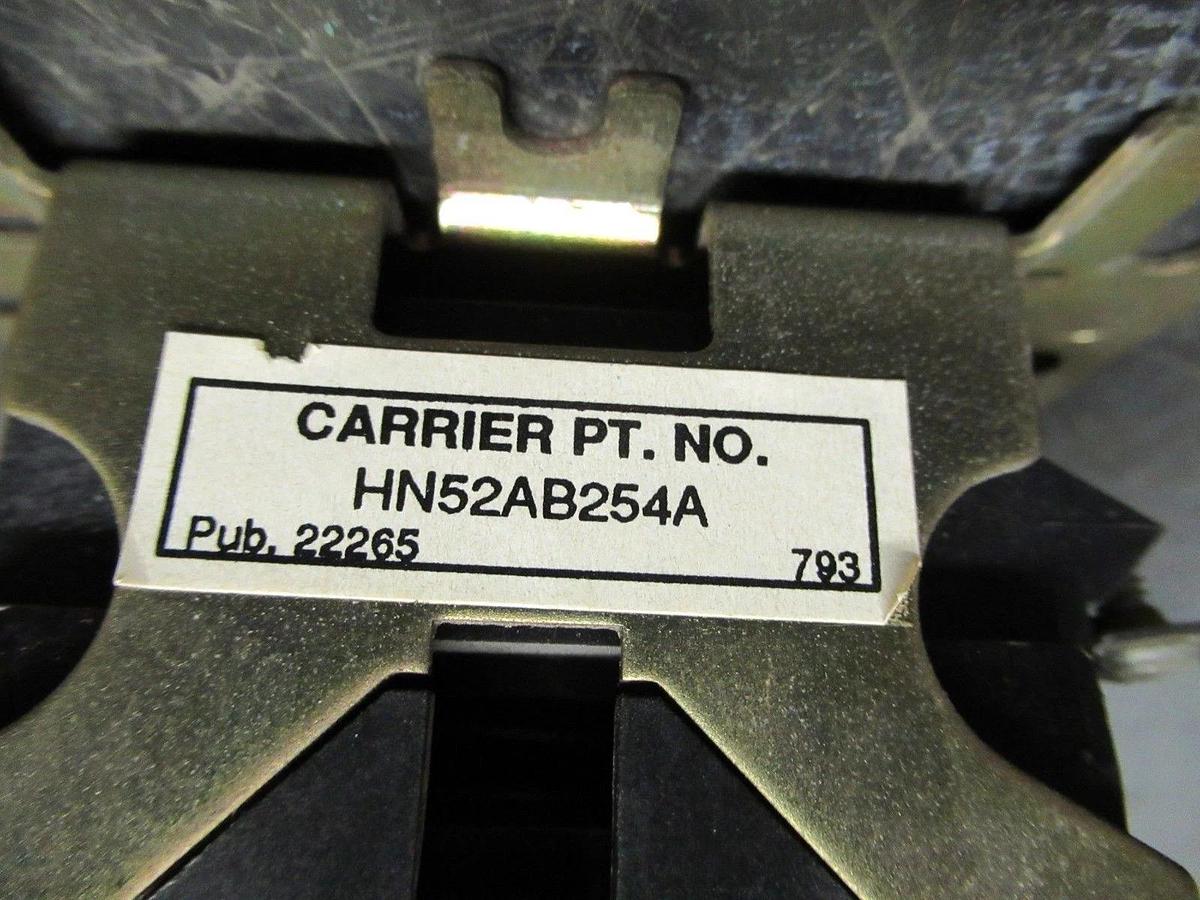 CARRIER PT. NO.
HN52AB254A
Pub. 22265 793